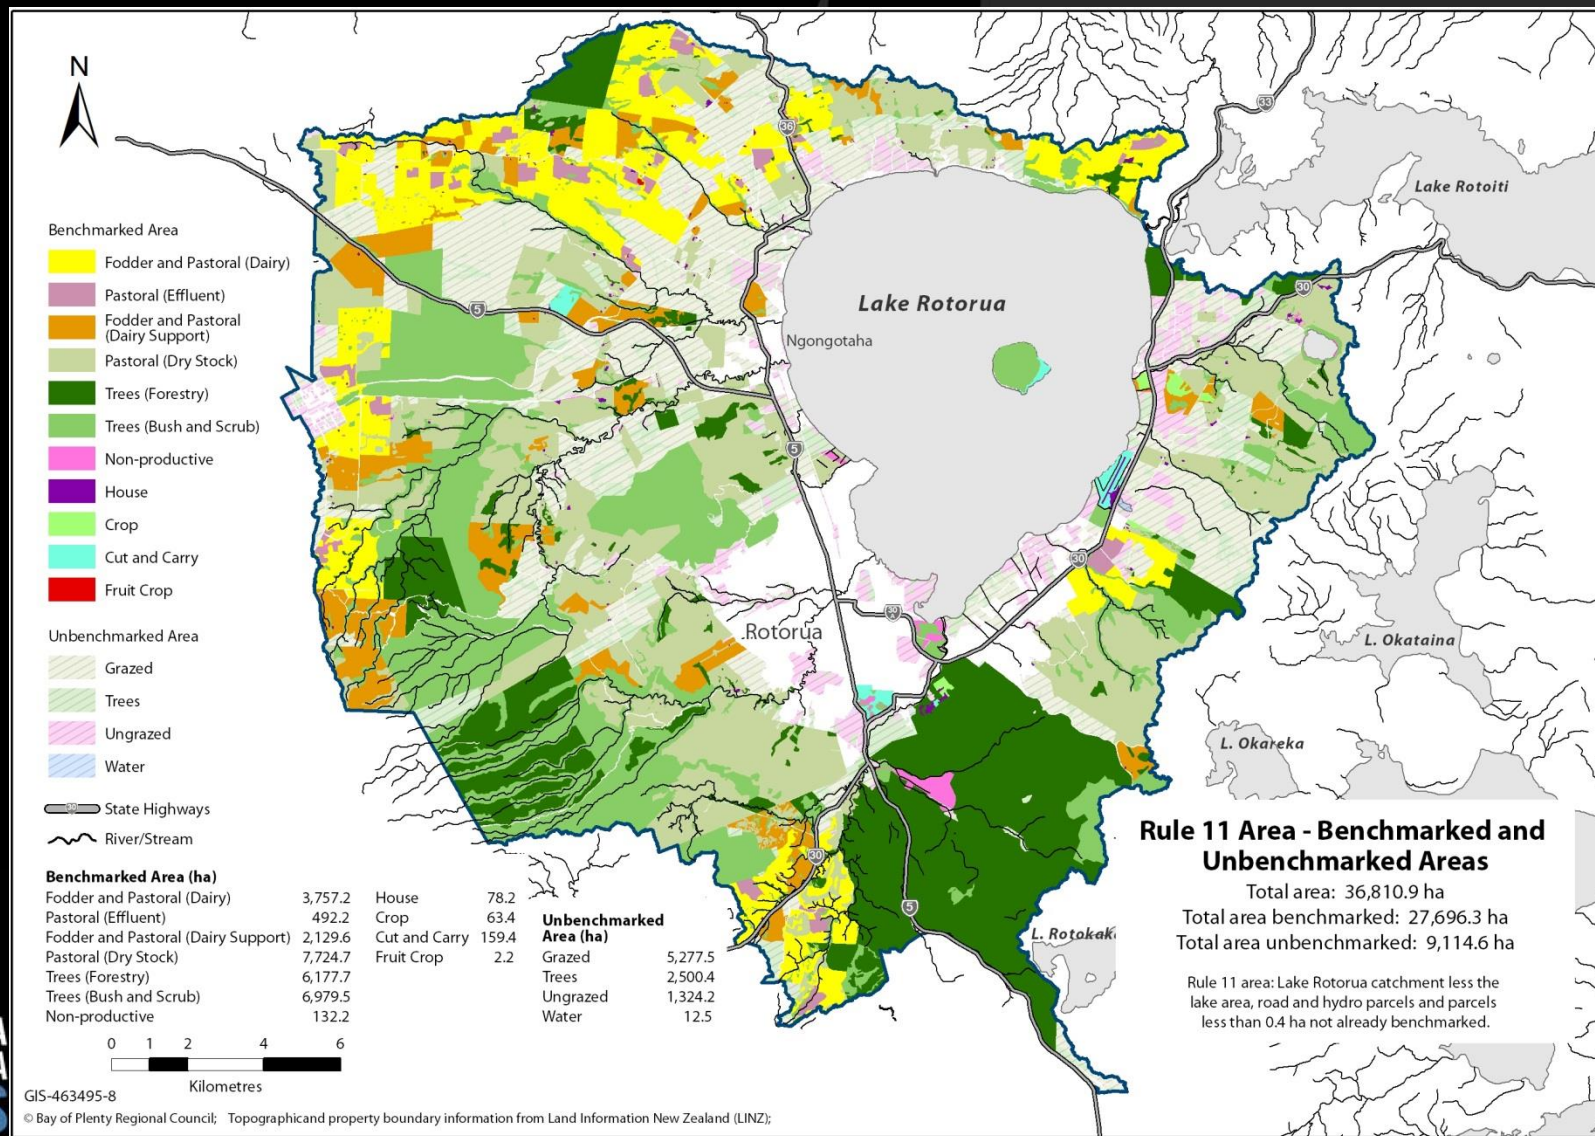 N
33
36
Lake Rotoiti
Benchmarked Area
Fodder and Pastoral (Dairy)
Pastoral (Effluent)
Fodder and Pastoral
(Dairy Support)
Pastoral (Dry Stock)
Trees (Forestry)
Trees (Bush and Scrub)
Non-productive
House
Crop
Cut and Carry
Fruit Crop
Unbenchmarked Area
Grazed
Trees
Ungrazed
Water
State Highways
River/Stream
5
30
Lake Rotorua
Ngongotaha
5
30
30
Rotorua
L. Okataina
L. Okareka
30
5
Rule 11 Area - Benchmarked and
Unbenchmarked Areas
Total area: 36,810.9 ha
Total area benchmarked: 27,696.3 ha
Total area unbenchmarked: 9,114.6 ha
Rule 11 area: Lake Rotorua catchment less the
lake area, road and hydro parcels and parcels
less than 0.4 ha not already benchmarked.
Benchmarked Area (ha)
Fodder and Pastoral (Dairy) 3,757.2 House 78.2
Pastoral (Effluent) 492.2 Crop 63.4
Fodder and Pastoral (Dairy Support) 2,129.6 Cut and Carry 159.4
Pastoral (Dry Stock) 7,724.7 Fruit Crop 2.2
Trees (Forestry) 6,177.7
Trees (Bush and Scrub) 6,979.5
Non-productive 132.2
Unbenchmarked
Area (ha)
Grazed 5,277.5
Trees 2,500.4
Ungrazed 1,324.2
Water 12.5
0 1 2 4 6
Kilometres
GIS-463495-8
© Bay of Plenty Regional Council; Topographicand property boundary information from Land Information New Zealand (LINZ);